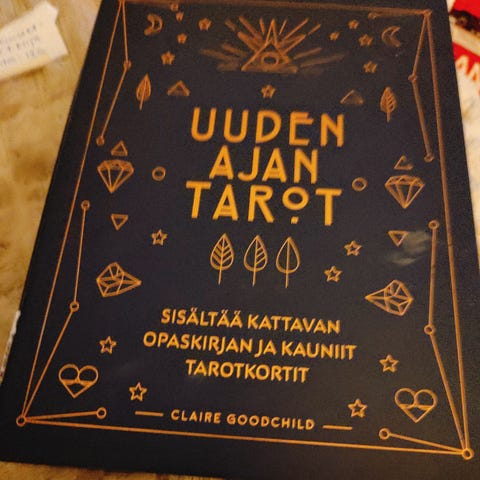 UUDEN
AJAN
TAROT
SISÄLTÄÄ KATTAVAN
OPASKIRJAN JA KAUNIIT
TAROTKORTIT
CLAIRE GOODCHILD